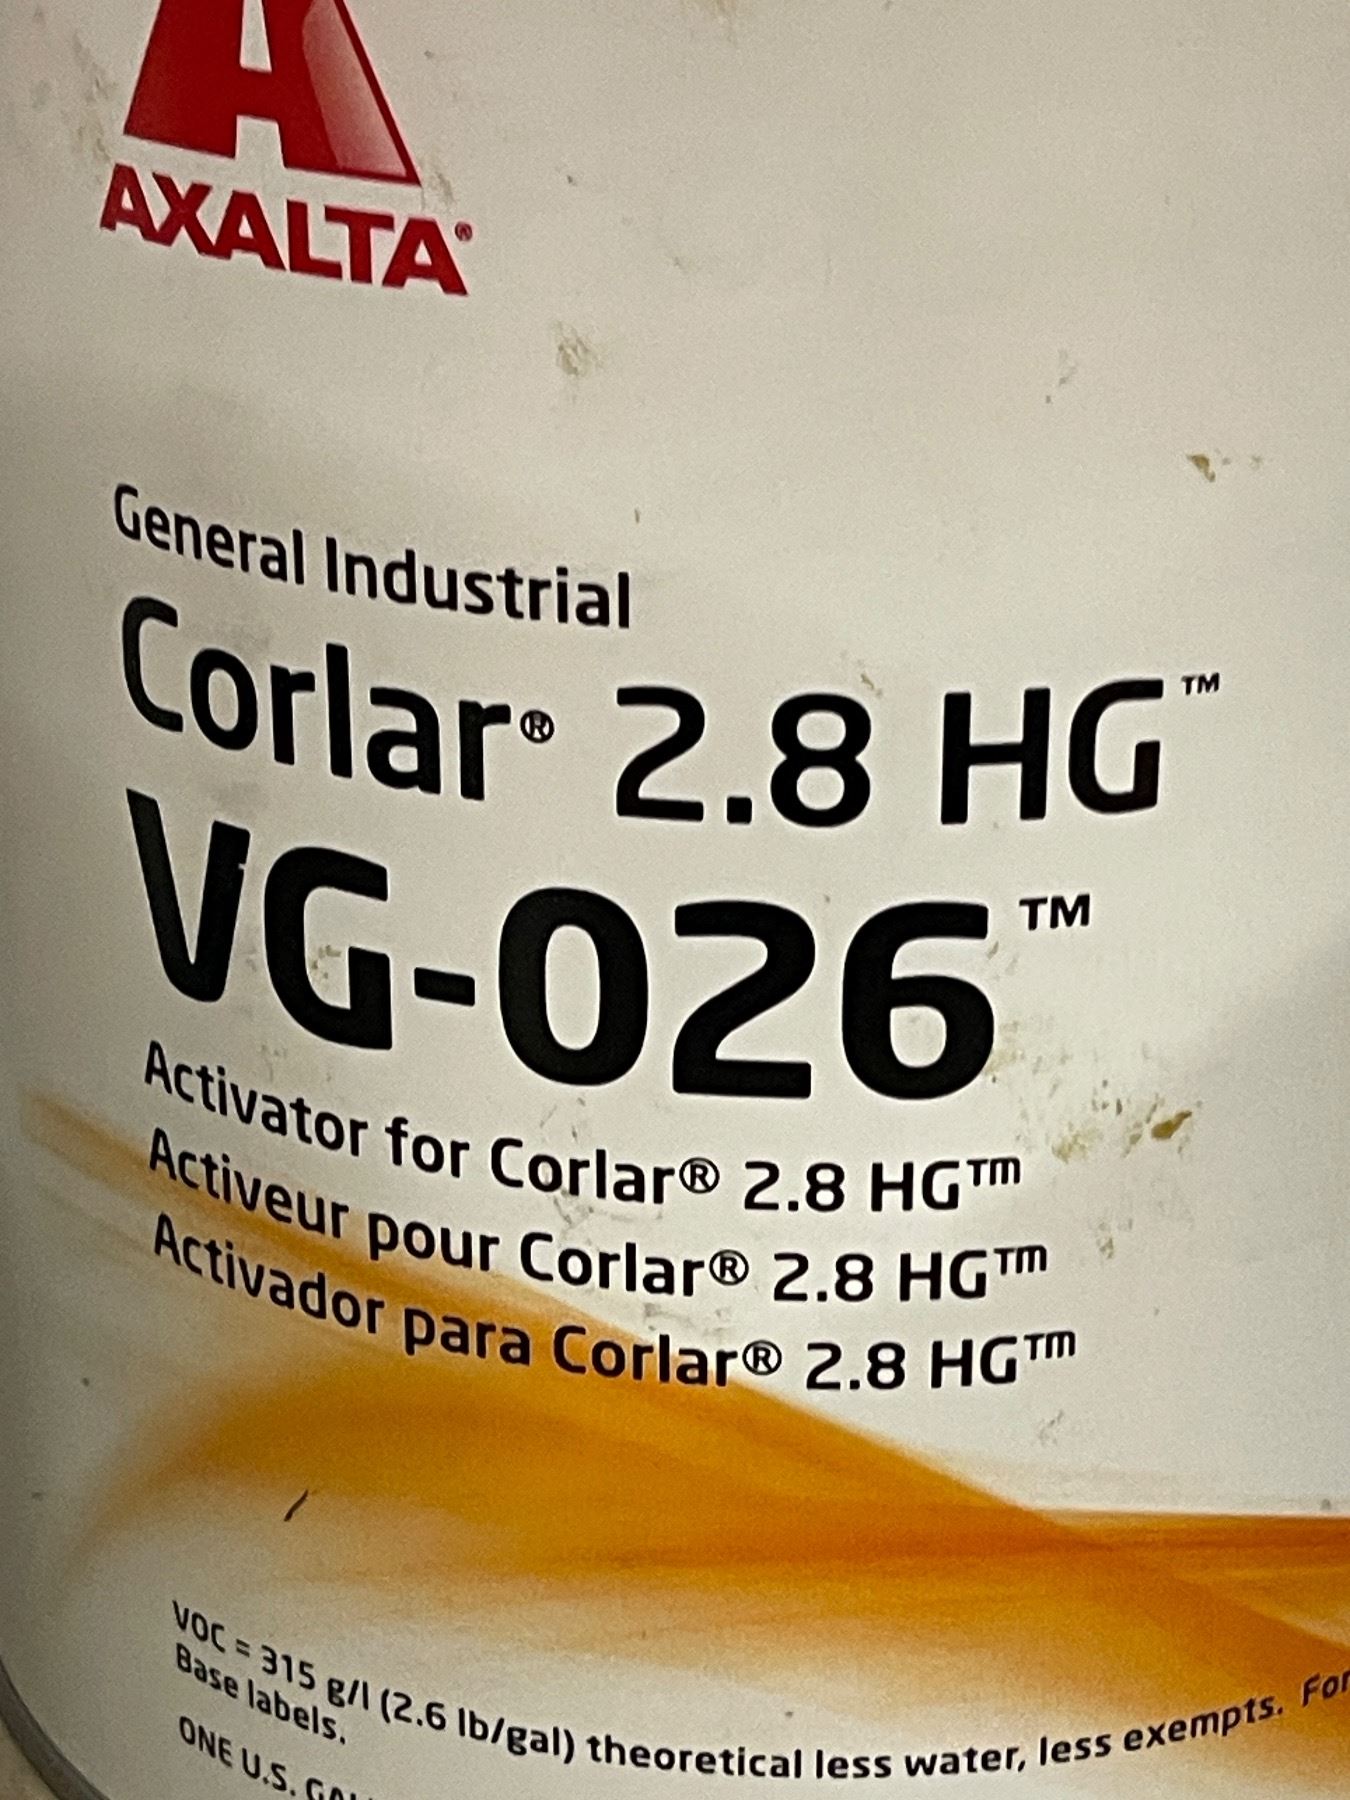 AXALTA®
General Industrial
Corlar® 2.8 HG™
VG-026™
Activator for Corlar® 2.8 HG™
Activeur pour Corlar® 2.8 HG™
Activador para Corlar® 2.8 HG™
VOC = 315 g/l (2.6 lb/gal) theoretical less water, less exempts. For
Base labels.
ONE U.S.